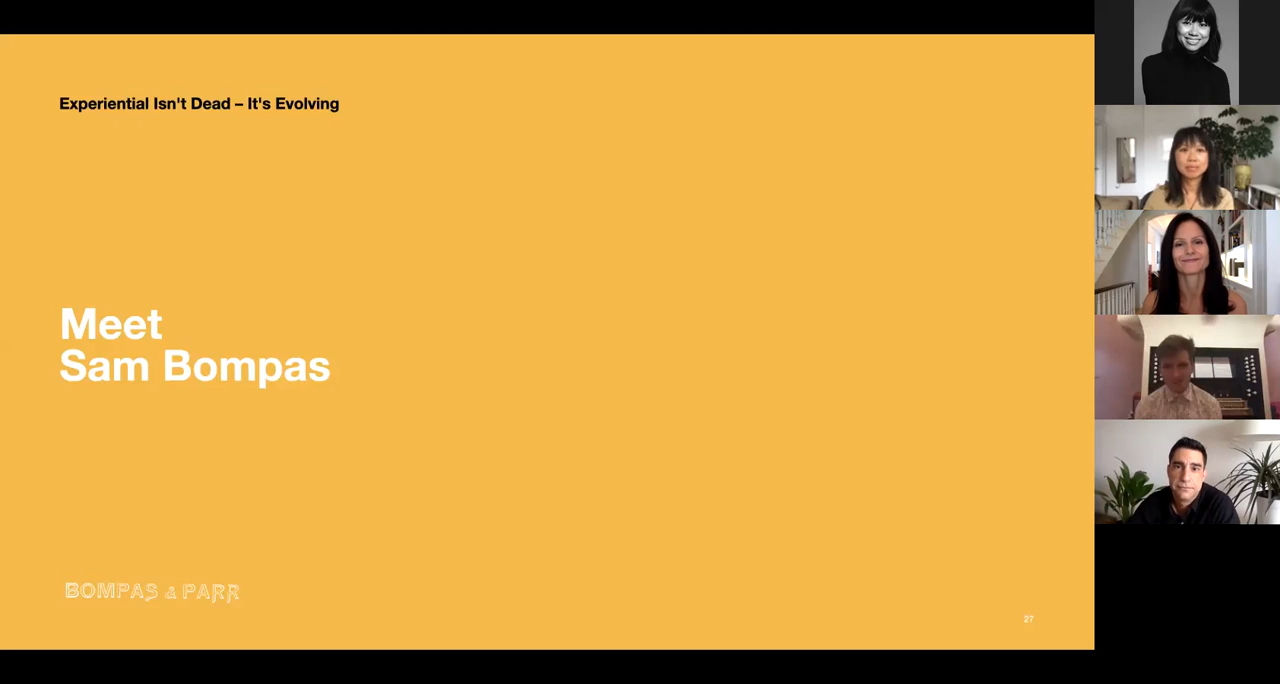 Experiential Isn't Dead – It's Evolving
Meet
Sam Bompas
BOMPAS & PARR
27